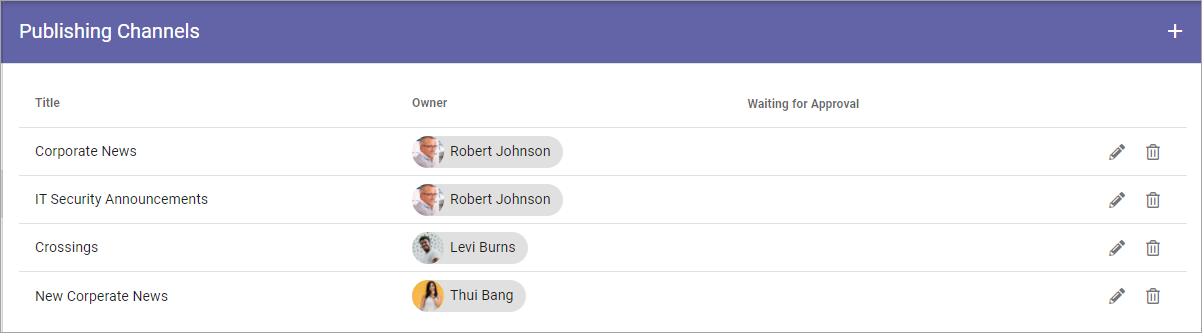 Publishing Channels
Title Owner Waiting for Approval
Corporate News Robert Johnson
IT Security Announcements Robert Johnson
Crossings Levi Burns
New Corperate News Thui Bang